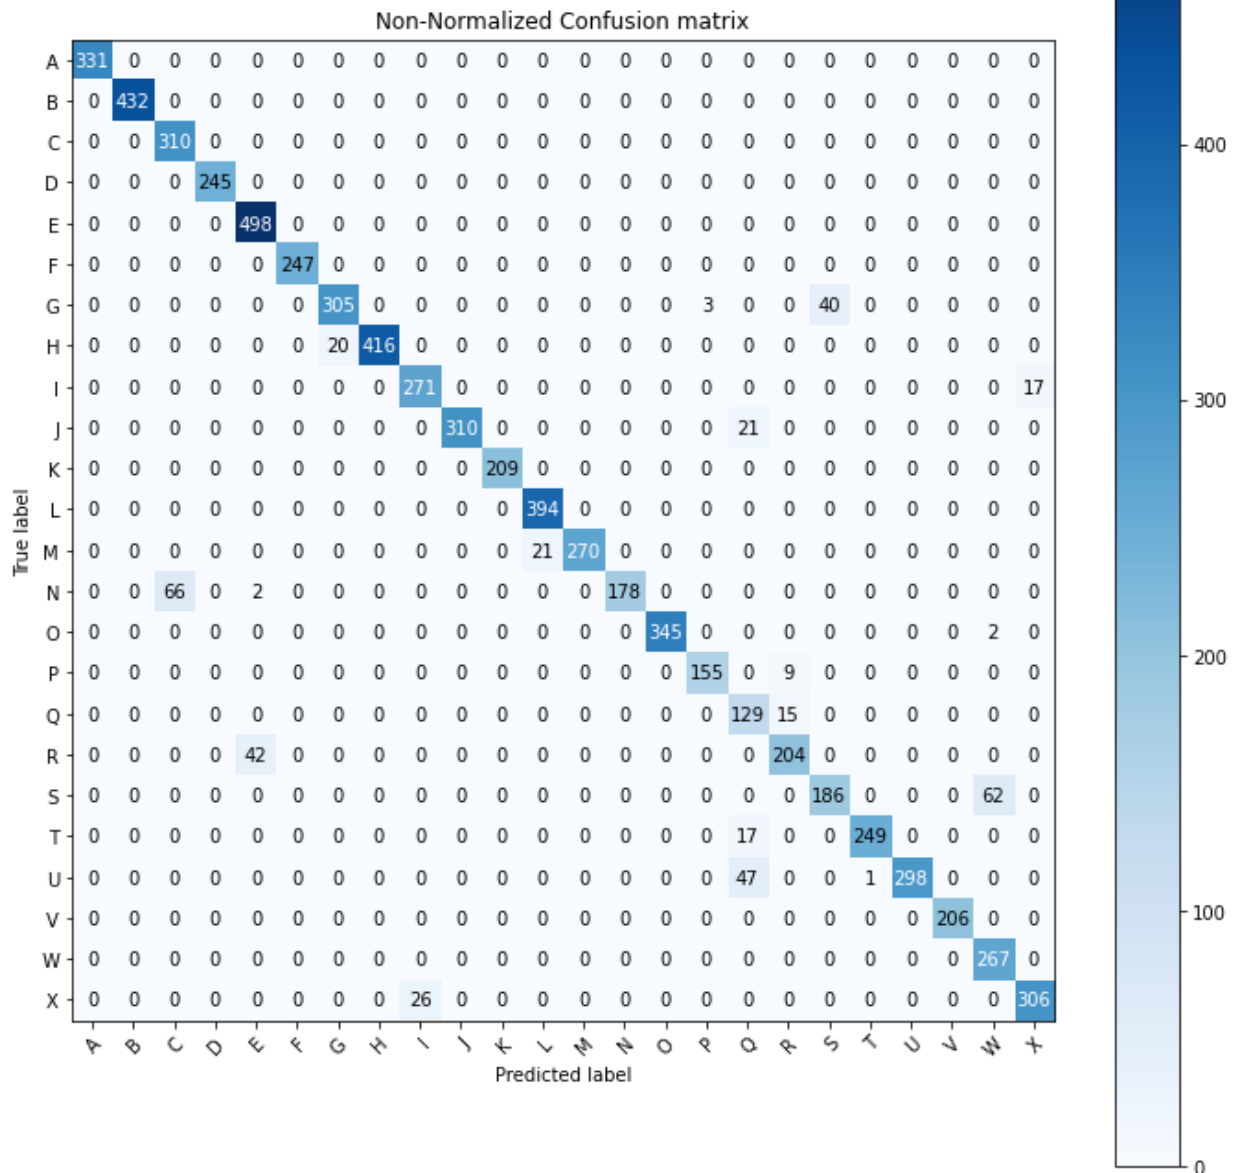 Non-Normalized Confusion matrix
A 331 0 0 0 0 0 0 0 0 0 0 0 0 0 0 0 0 0 0 0 0 0 0 0
B 0 432 0 0 0 0 0 0 0 0 0 0 0 0 0 0 0 0 0 0 0 0 0 0
C 0 0 310 0 0 0 0 0 0 0 0 0 0 0 0 0 0 0 0 0 0 0 0 0
D 0 0 0 245 0 0 0 0 0 0 0 0 0 0 0 0 0 0 0 0 0 0 0 0
E 0 0 0 0 498 0 0 0 0 0 0 0 0 0 0 0 0 0 0 0 0 0 0 0
F 0 0 0 0 0 247 0 0 0 0 0 0 0 0 0 0 0 0 0 0 0 0 0 0
G 0 0 0 0 0 0 305 0 0 0 0 0 0 0 0 3 0 0 40 0 0 0 0 0
H 0 0 0 0 0 0 20 416 0 0 0 0 0 0 0 0 0 0 0 0 0 0 0 0
I 0 0 0 0 0 0 0 0 271 0 0 0 0 0 0 0 0 0 0 0 0 0 0 17
J 0 0 0 0 0 0 0 0 0 310 0 0 0 0 0 0 21 0 0 0 0 0 0 0
K 0 0 0 0 0 0 0 0 0 0 209 0 0 0 0 0 0 0 0 0 0 0 0 0
L 0 0 0 0 0 0 0 0 0 0 0 394 0 0 0 0 0 0 0 0 0 0 0 0
M 0 0 0 0 0 0 0 0 0 0 0 21 270 0 0 0 0 0 0 0 0 0 0 0
N 0 0 66 0 2 0 0 0 0 0 0 0 0 178 0 0 0 0 0 0 0 0 0 0
O 0 0 0 0 0 0 0 0 0 0 0 0 0 0 345 0 0 0 0 0 0 0 2 0
P 0 0 0 0 0 0 0 0 0 0 0 0 0 0 0 155 0 9 0 0 0 0 0 0
Q 0 0 0 0 0 0 0 0 0 0 0 0 0 0 0 0 129 15 0 0 0 0 0 0
R 0 0 0 0 42 0 0 0 0 0 0 0 0 0 0 0 0 204 0 0 0 0 0 0
S 0 0 0 0 0 0 0 0 0 0 0 0 0 0 0 0 0 0 186 0 0 0 62 0
T 0 0 0 0 0 0 0 0 0 0 0 0 0 0 0 0 17 0 0 249 0 0 0 0
U 0 0 0 0 0 0 0 0 0 0 0 0 0 0 0 0 47 0 0 1 298 0 0 0
V 0 0 0 0 0 0 0 0 0 0 0 0 0 0 0 0 0 0 0 0 0 206 0 0
W 0 0 0 0 0 0 0 0 0 0 0 0 0 0 0 0 0 0 0 0 0 0 267 0
X 0 0 0 0 0 0 0 0 26 0 0 0 0 0 0 0 0 0 0 0 0 0 0 306
A B C D E F G H I J K L M N O P Q R S T U V W X
Predicted label
True label
400
300
200
100
0